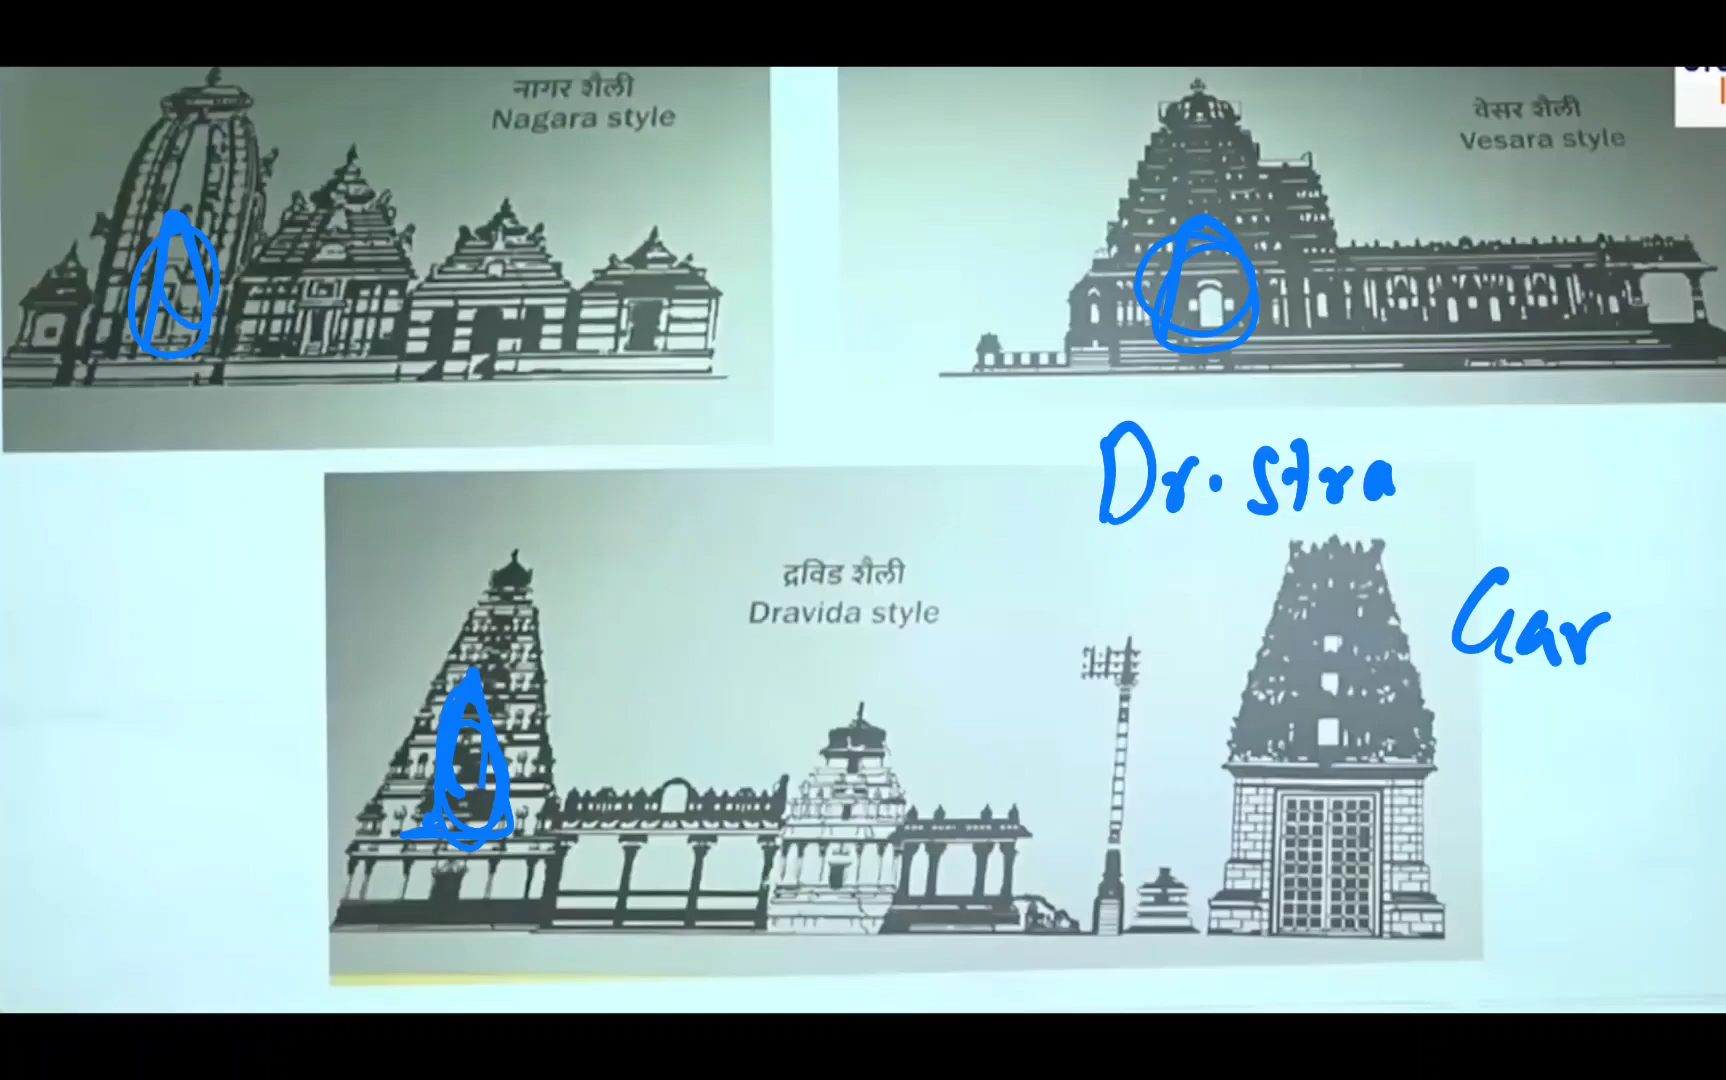 नागर शैली
Nagara style
वेसर शैली
Vesara style
Dr. Stra
द्रविड शैली
Dravida style
Gar